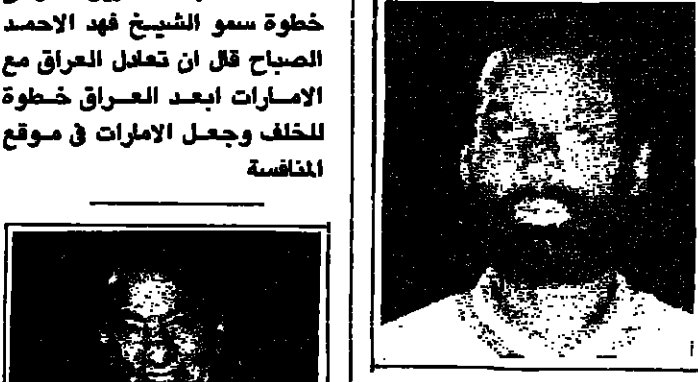 خطوة سمو الشيخ فهد الاحمد
الصباح قال ان تعادل العراق مع
الامارات ابعد العراق خطوة
للخلف وجعل الامارات في موقع
المنافسة